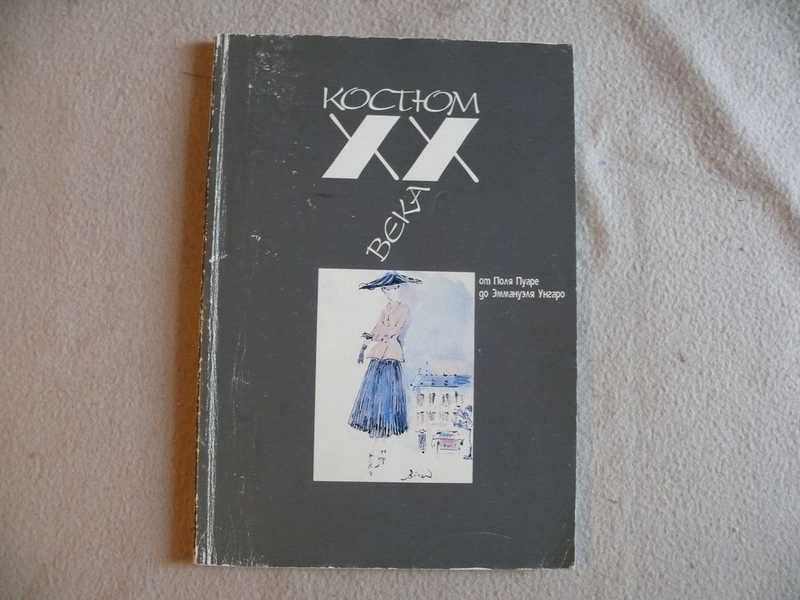 КОСТЮМ
XX
ВЕКА
от Поля Пуаре
до Эммануэля Унгаро